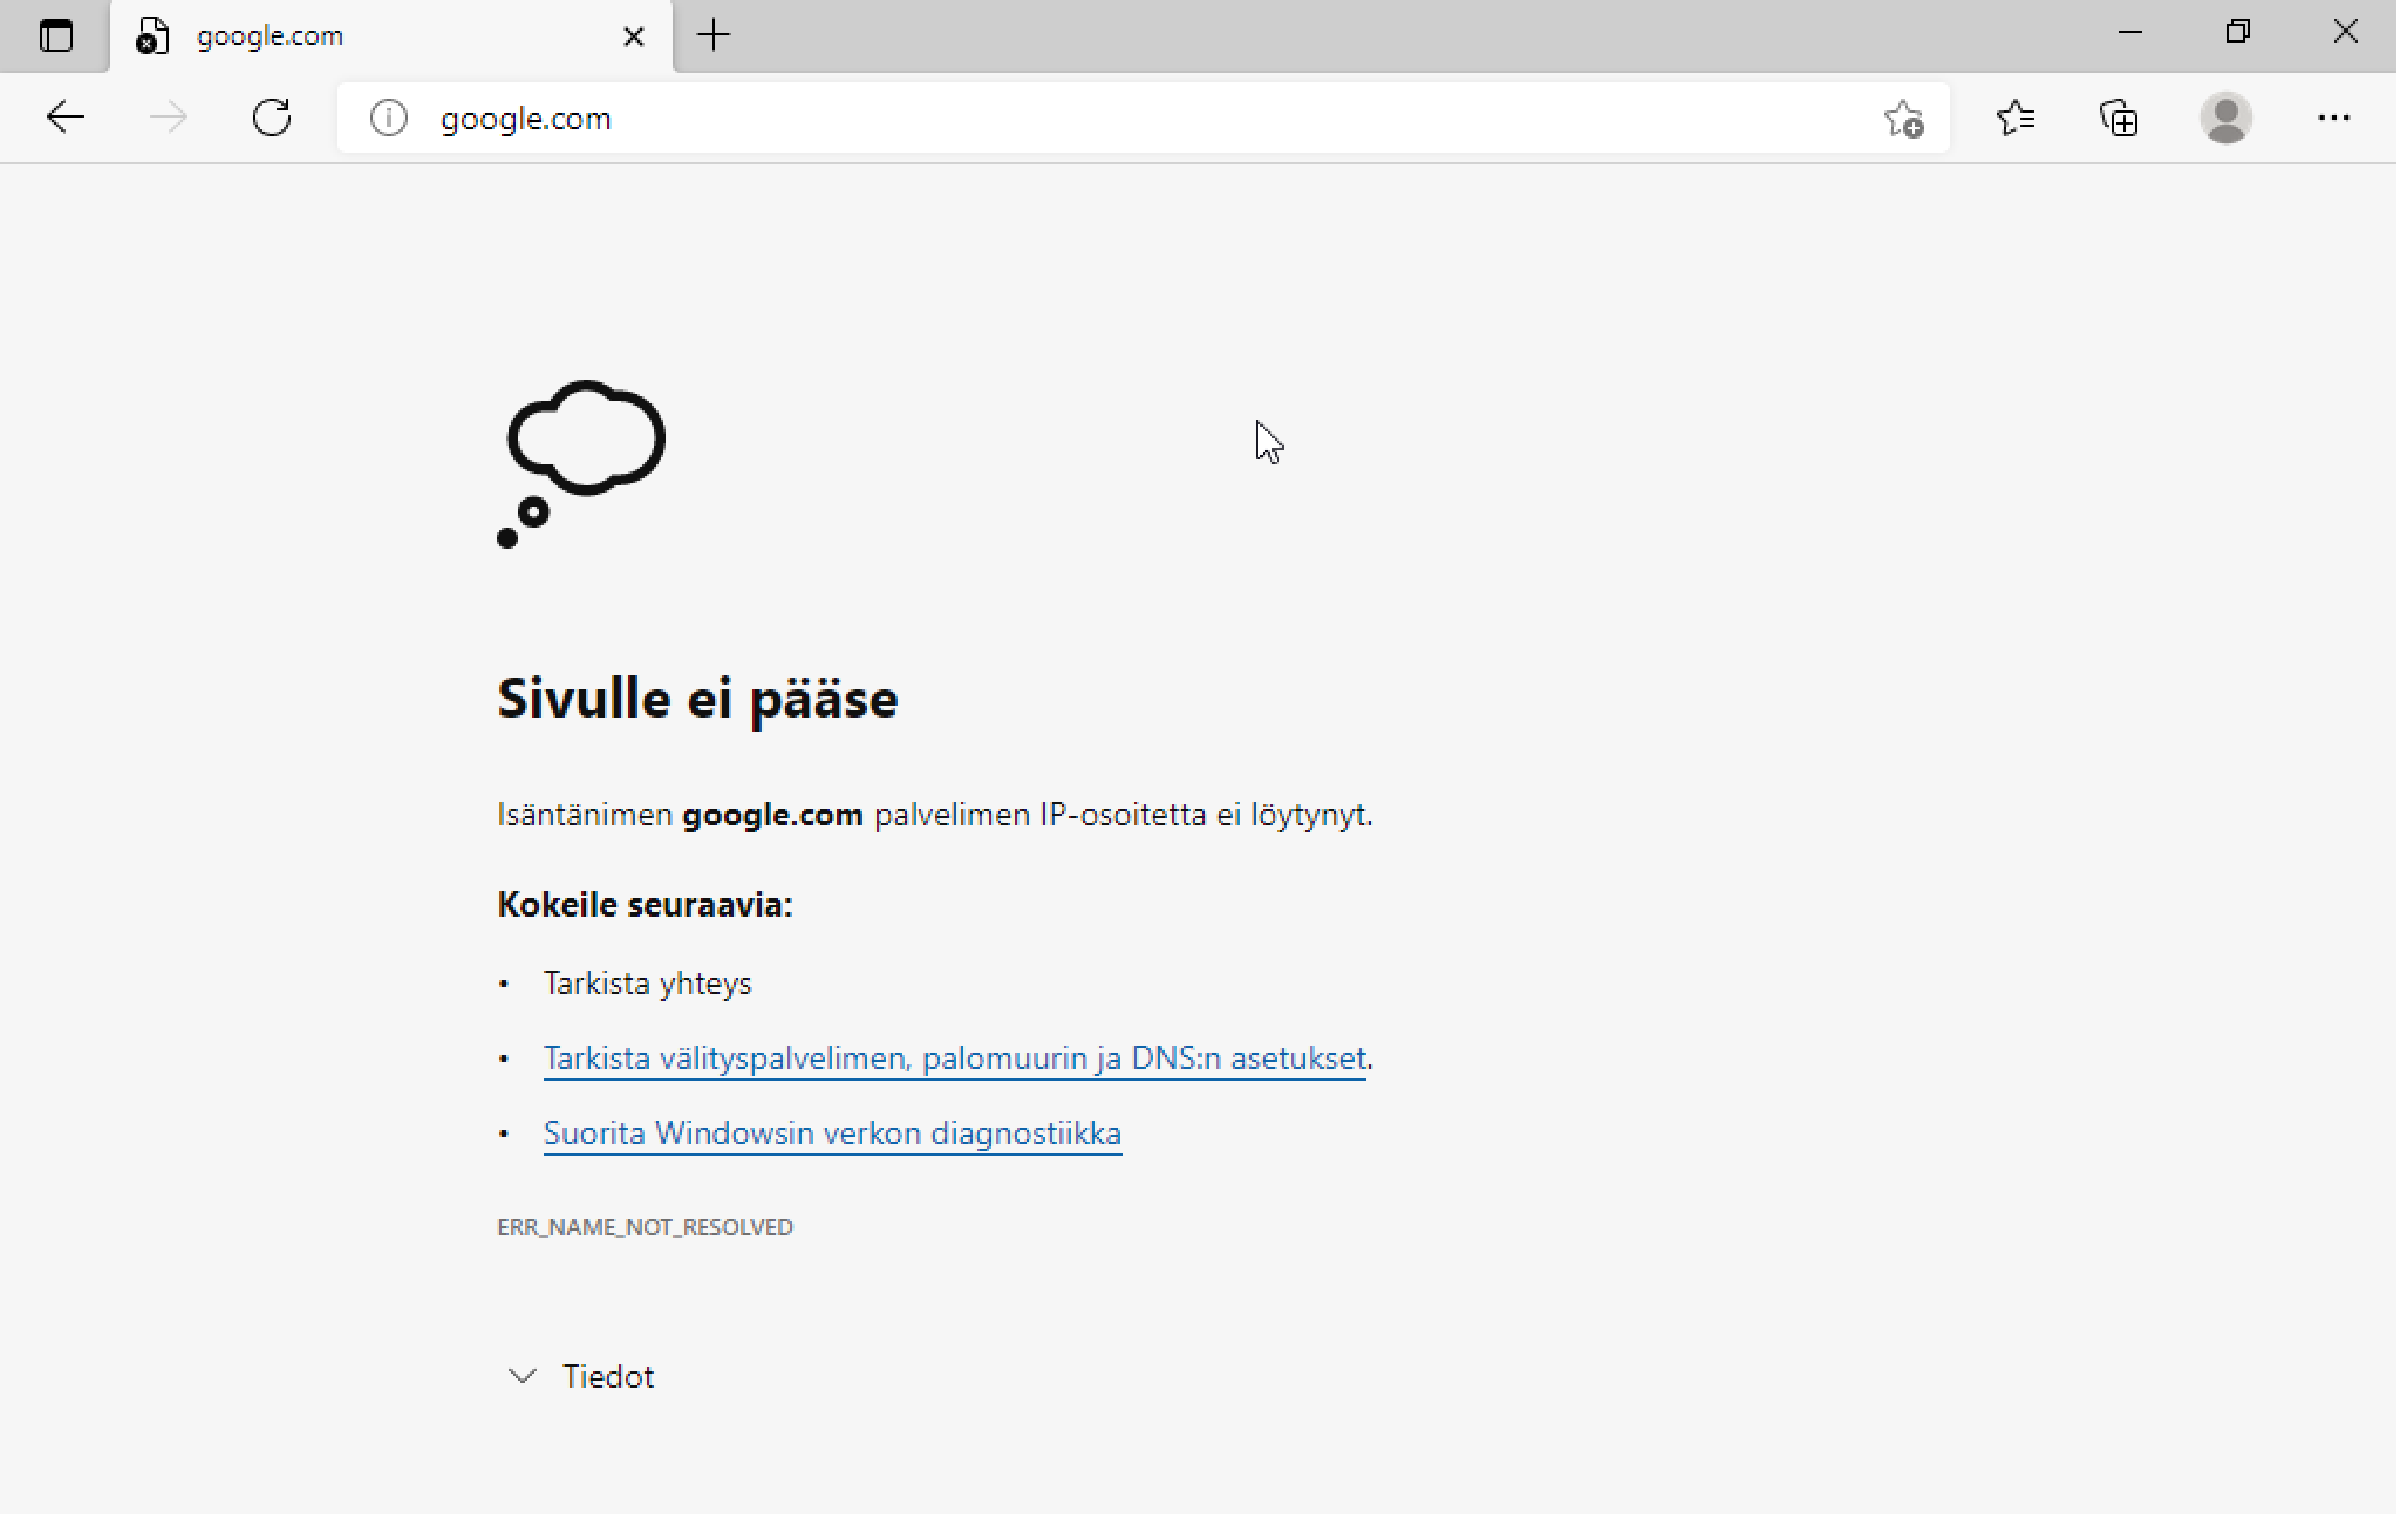 google.com
google.com
Sivulle ei pääse
Isäntänimen google.com palvelimen IP-osoitetta ei löytynyt.
Kokeile seuraavia:
• Tarkista yhteys
• Tarkista välityspalvelimen, palomuurin ja DNS:n asetukset.
• Suorita Windowsin verkon diagnostiikka
ERR_NAME_NOT_RESOLVED
Tiedot